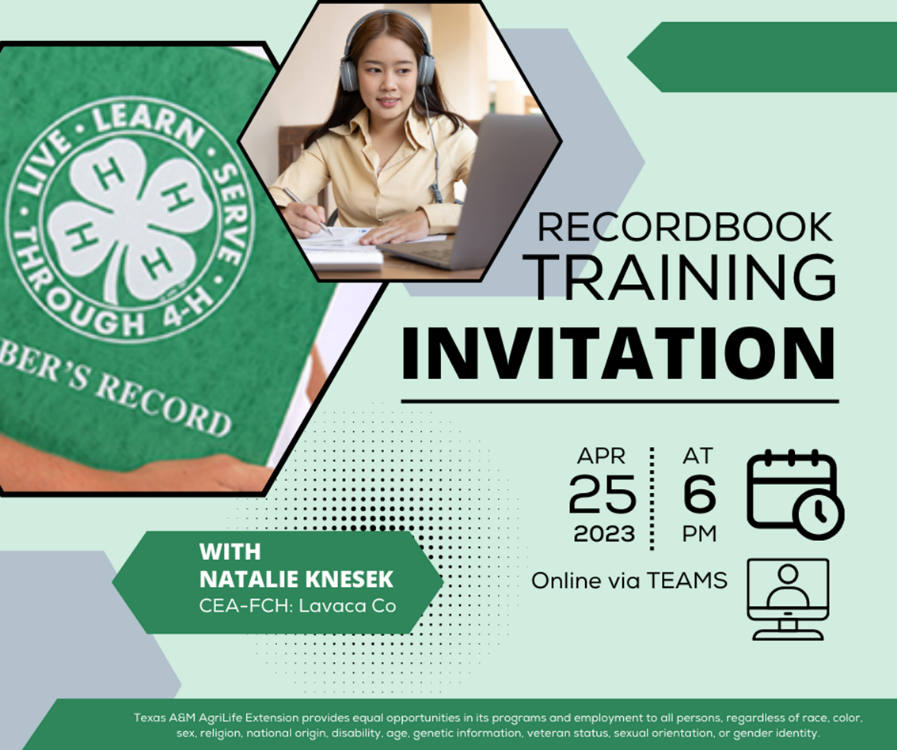 LIVE • LEARN • SERVE •
THROUGH 4-H
H H H H
BER'S RECORD
RECORDBOOK
TRAINING
INVITATION
APR
25
2023
AT
6
PM
Online via TEAMS
WITH
NATALIE KNESEK
CEA-FCH: Lavaca Co
Texas A&M AgriLife Extension provides equal opportunities in its programs and employment to all persons, regardless of race, color,
sex, religion, national origin, disability, age, genetic information, veteran status, sexual orientation, or gender identity.